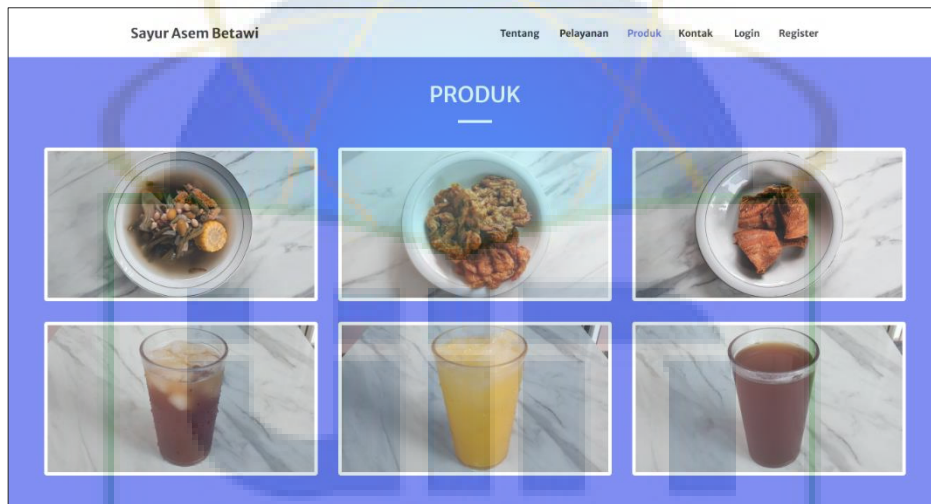 Sayur Asem Betawi
Tentang Pelayanan Produk Kontak Login Register
PRODUK